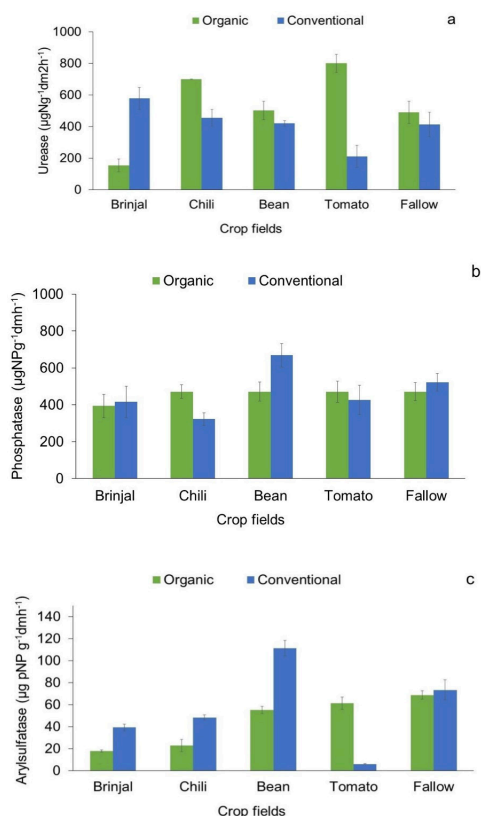 a
Organic Conventional
Urease (µgNg⁻¹dm2h⁻¹)
1000
800
600
400
200
0
Brinjal Chili Bean Tomato Fallow
Crop fields
b
Organic Conventional
Phosphatase (µgNPg⁻¹dmh⁻¹)
1000
800
600
400
200
0
Brinjal Chili Bean Tomato Fallow
Crop fields
c
Organic Conventional
Arylsulfatase (µg pNP g⁻¹dmh⁻¹)
140
120
100
80
60
40
20
0
Brinjal Chili Bean Tomato Fallow
Crop fields